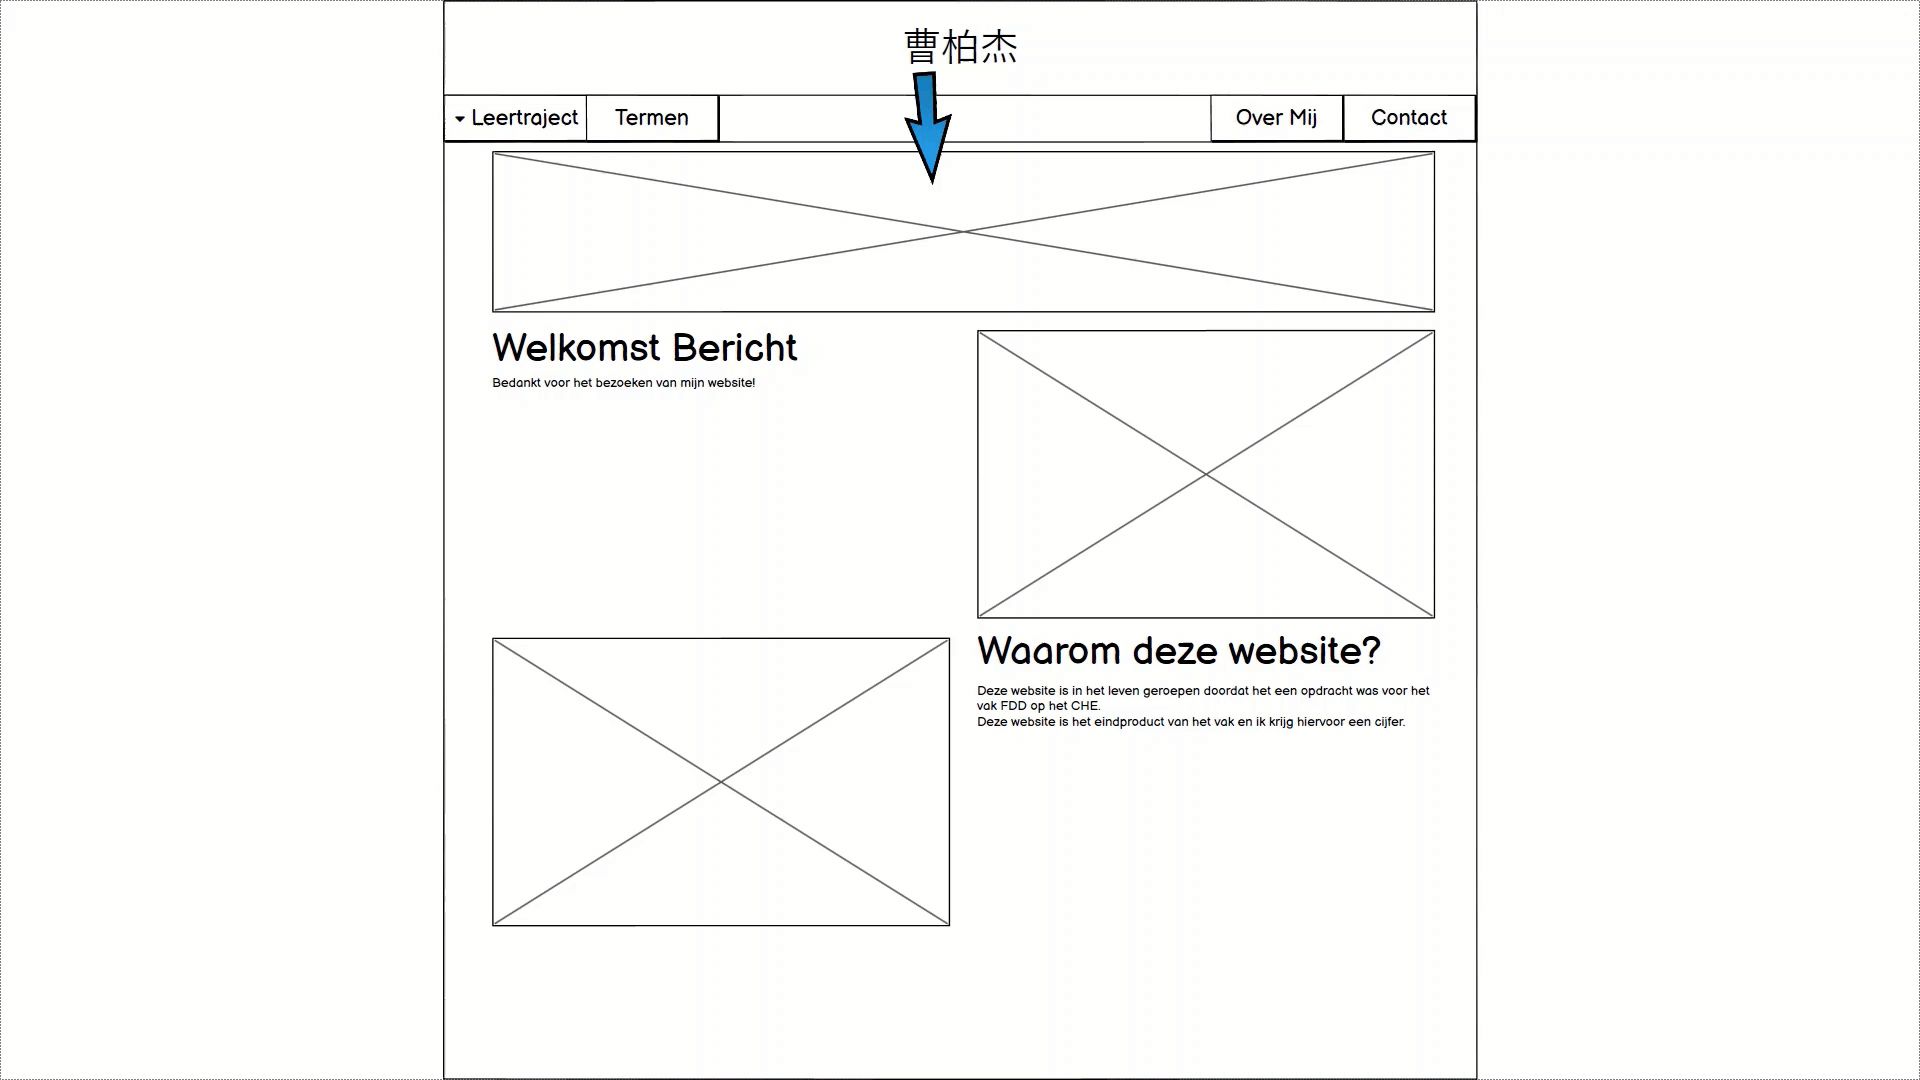 曹柏杰
Leertraject
Termen
Over Mij
Contact
Welkomst Bericht
Bedankt voor het bezoeken van mijn website!
Waarom deze website?
Deze website is in het leven geroepen doordat het een opdracht was voor het
vak FDD op het CHE.
Deze website is het eindproduct van het vak en ik krijg hiervoor een cijfer.